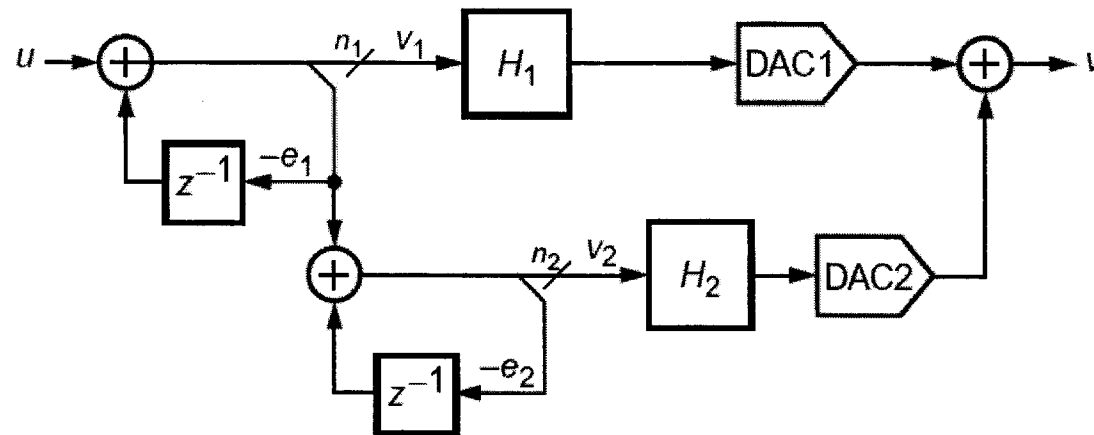 u
+
n₁
v₁
H₁
DAC1
+
v
z⁻¹
−e₁
+
n₂
v₂
H₂
DAC2
z⁻¹
−e₂